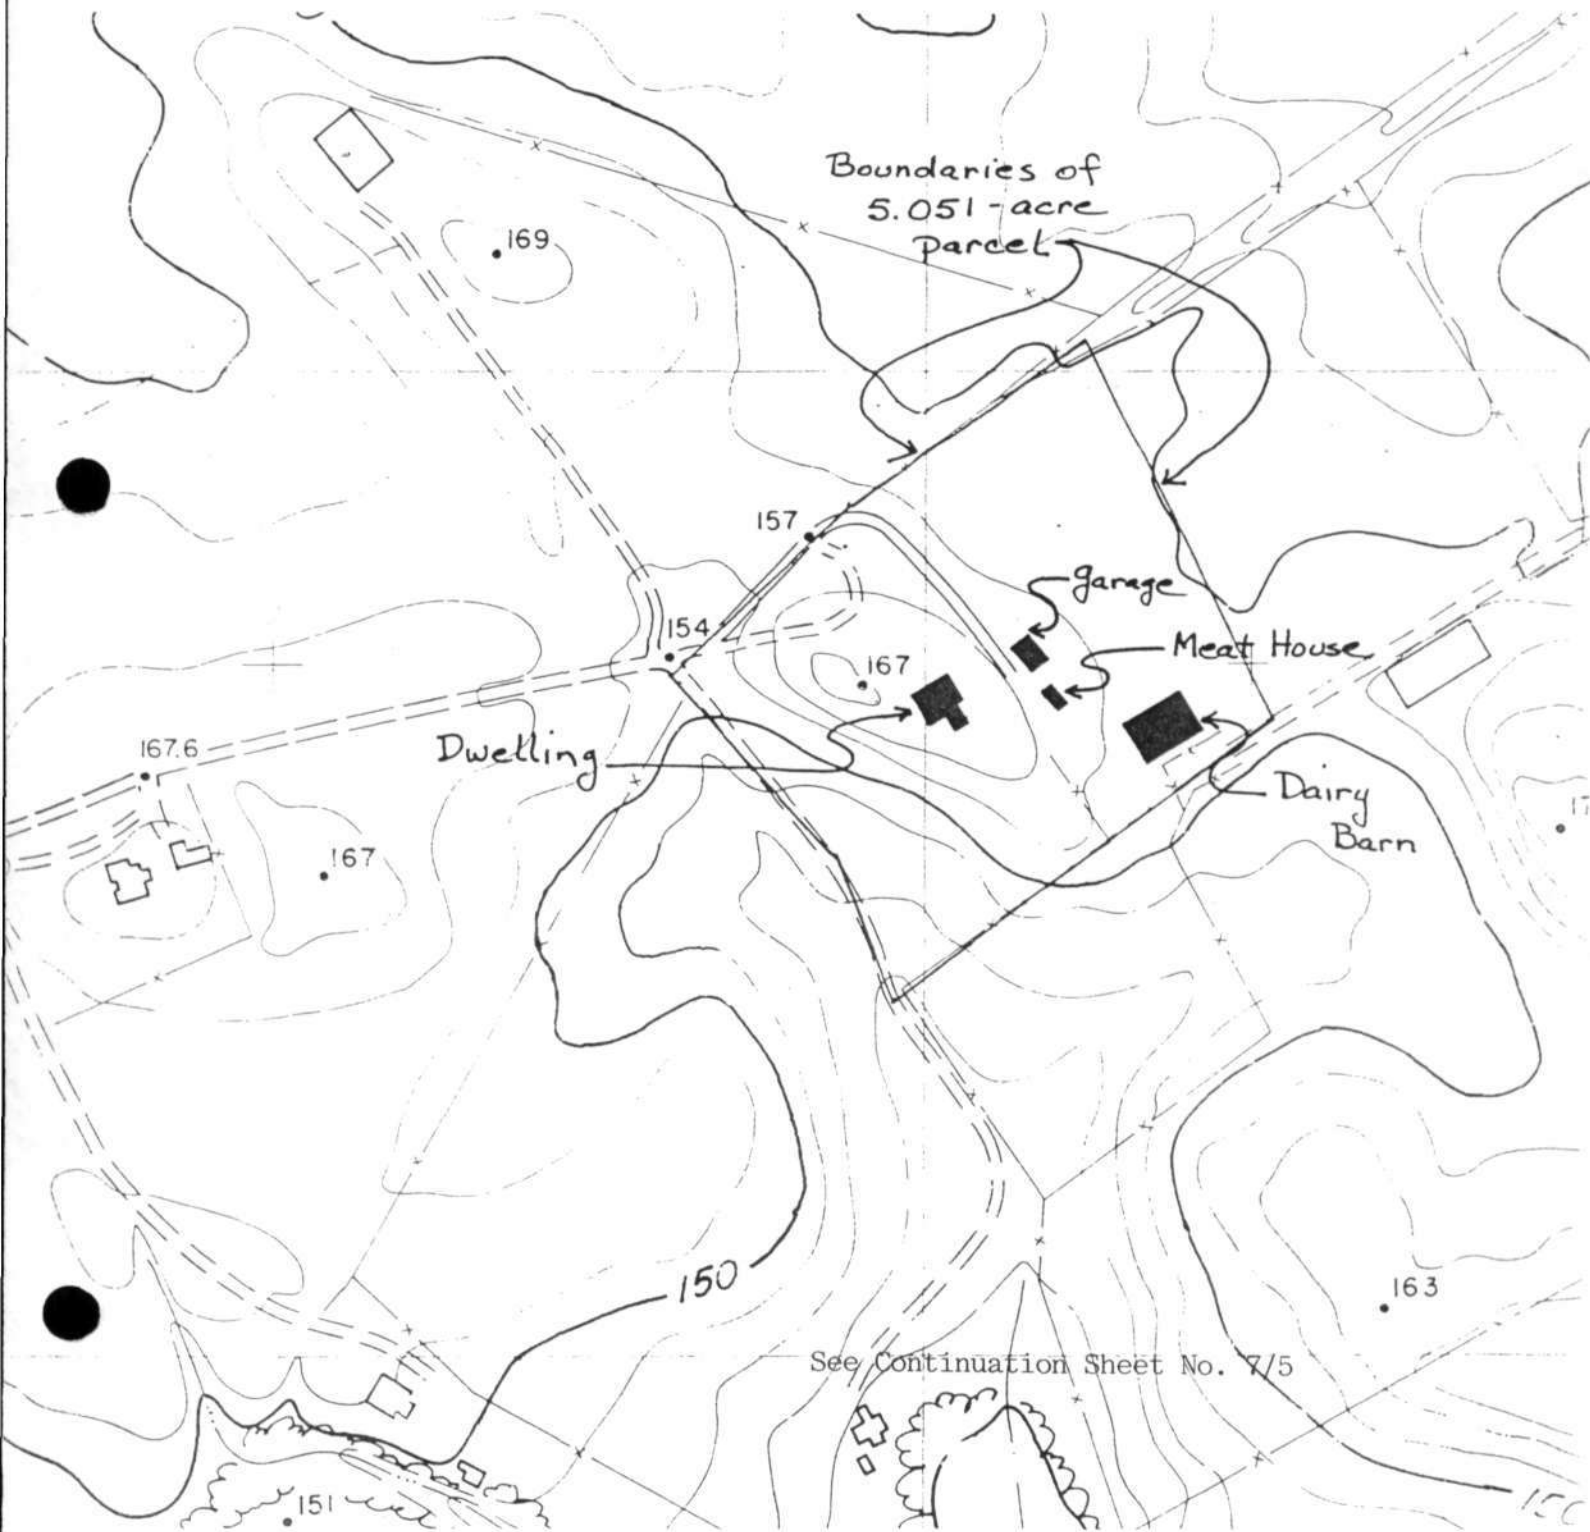 Boundaries of
5.051-acre
parcel
169
157
garage
154
Meat House
167
Dwelling
167.6
Dairy
Barn
167
150
163
See Continuation Sheet No. 7/5
151